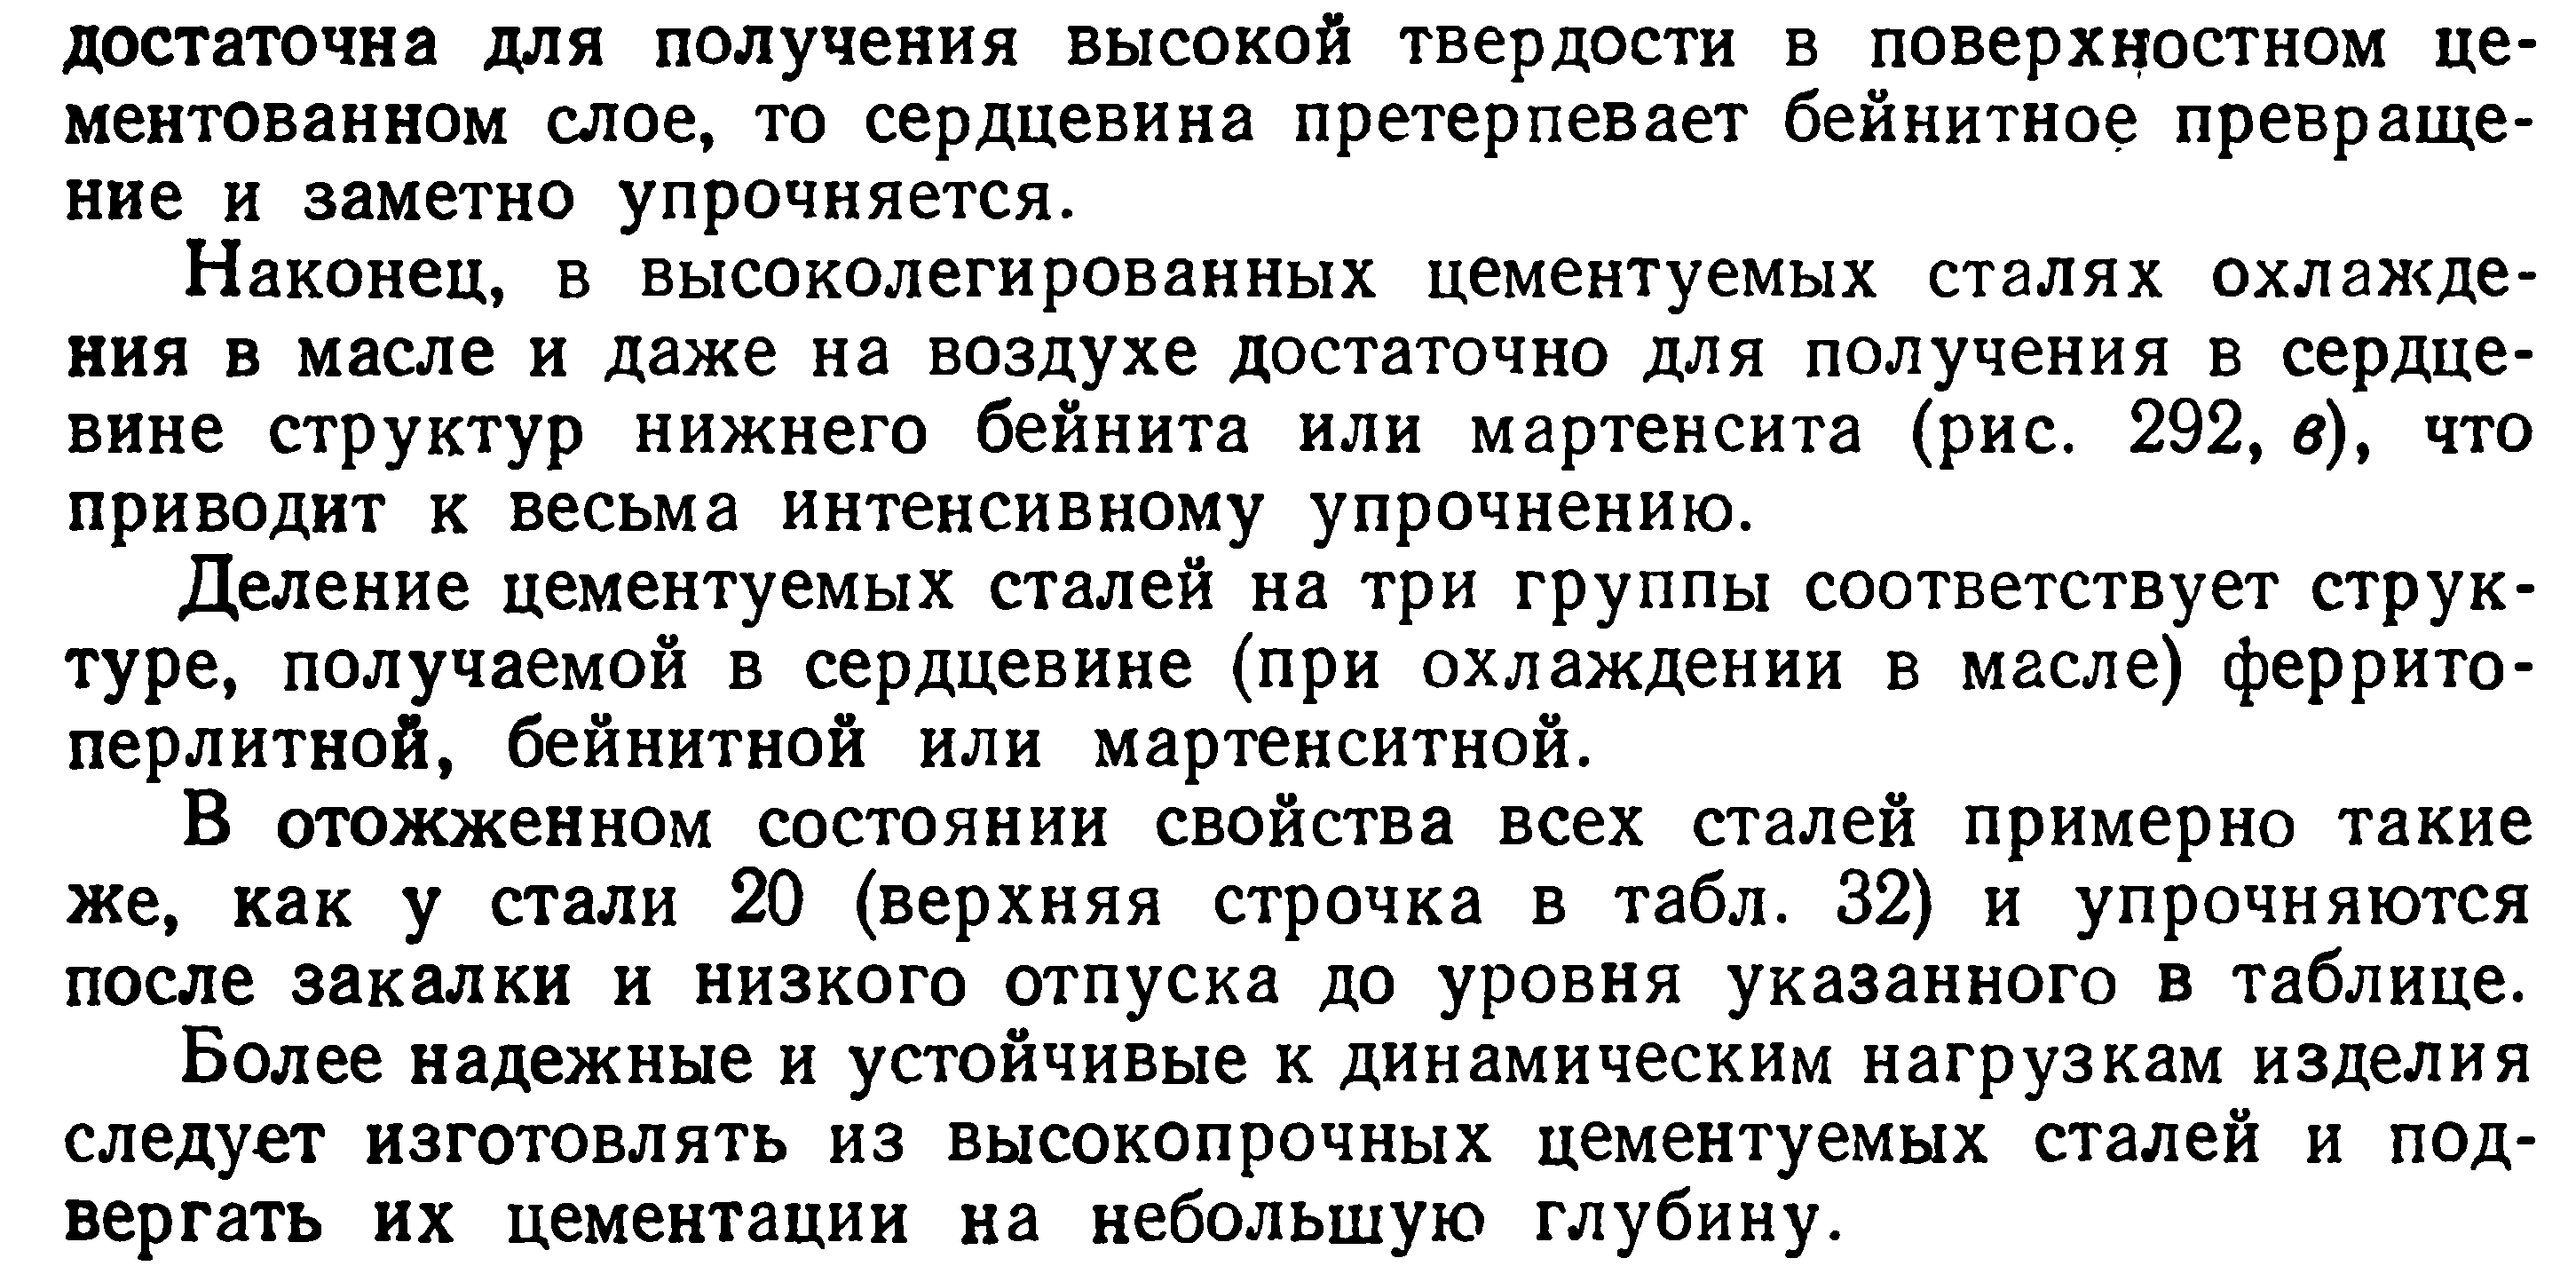 достаточна для получения высокой твердости в поверхностном це-
ментованном слое, то сердцевина претерпевает бейнитное превраще-
ние и заметно упрочняется.
Наконец, в высоколегированных цементуемых сталях охлажде-
ния в масле и даже на воздухе достаточно для получения в сердце-
вине структур нижнего бейнита или мартенсита (рис. 292, в), что
приводит к весьма интенсивному упрочнению.
Деление цементуемых сталей на три группы соответствует струк-
туре, получаемой в сердцевине (при охлаждении в масле) феррито-
перлитной, бейнитной или мартенситной.
В отожженном состоянии свойства всех сталей примерно такие
же, как у стали 20 (верхняя строчка в табл. 32) и упрочняются
после закалки и низкого отпуска до уровня указанного в таблице.
Более надежные и устойчивые к динамическим нагрузкам изделия
следует изготовлять из высокопрочных цементуемых сталей и под-
вергать их цементации на небольшую глубину.